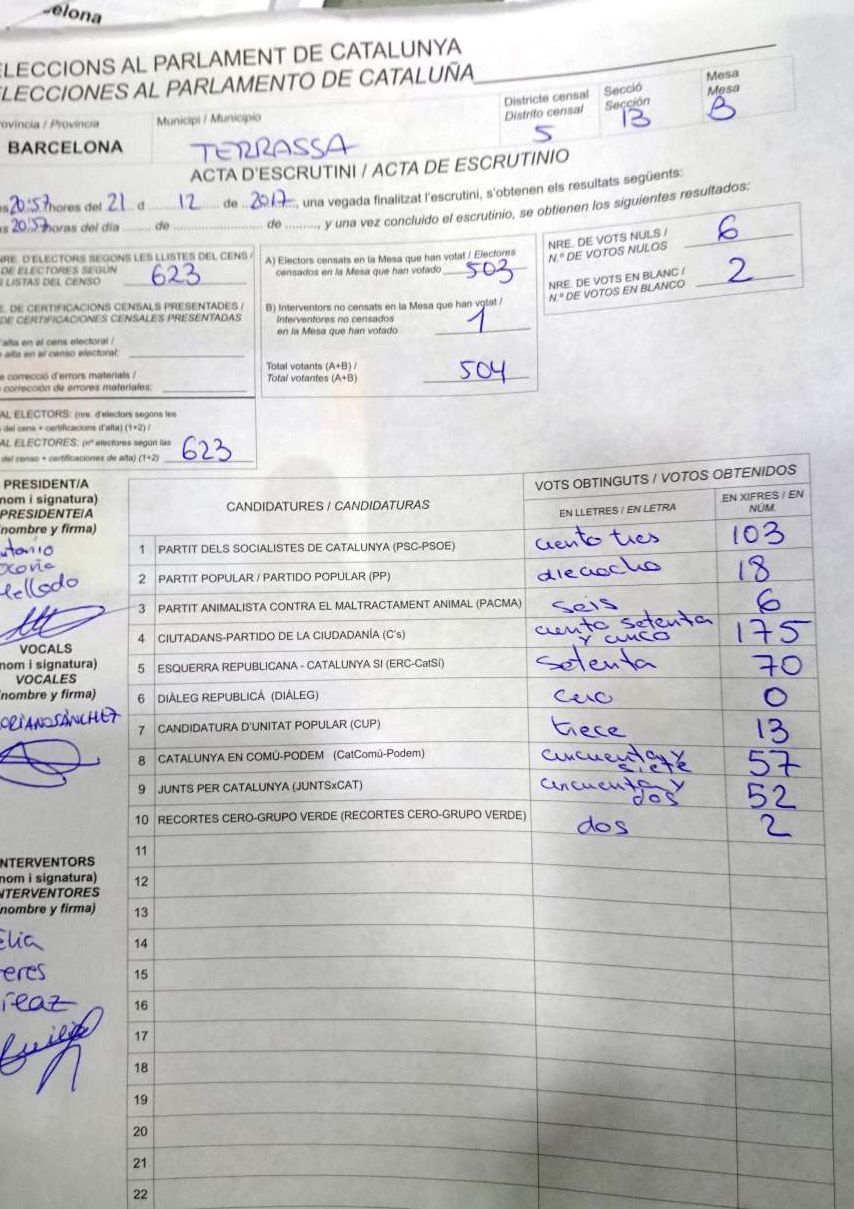 elona
LECCIONS AL PARLAMENT DE CATALUNYA
LECCIONES AL PARLAMENTO DE CATALUÑA
ovíncia / Provincia
BARCELONA
Municipi / Municipio
TERRASSA
Districte censal
Distrito censal
5
Secció
Sección
13
Mesa
Mesa
B
ACTA D'ESCRUTINI / ACTA DE ESCRUTINIO
es 20:57 hores del 21 d 12 de 2017, una vegada finalitzat l'escrutini, s'obtenen els resultats següents:
as 20:57 horas del día ........ de ........................ de ........, y una vez concluido el escrutinio, se obtienen los siguientes resultados:
NRE. D'ELECTORS SEGONS LES LLISTES DEL CENS /
DE ELECTORES SEGÚN
LISTAS DEL CENSO 623
E. DE CERTIFICACIONS CENSALS PRESENTADES /
DE CERTIFICACIONES CENSALES PRESENTADAS
'alta en el cens electoral /
alta en el censo electoral:
e correcció d'errors materials /
corrección de errores materiales:
AL ELECTORS: (nre. d'electors segons les
del cens + certificacions d'alta) (1+2) /
AL ELECTORES: (nº electores según las
del censo + certificaciones de alta) (1+2) 623
A) Electors censats en la Mesa que han votat / Electores
censados en la Mesa que han votado 503
B) Interventors no censats en la Mesa que han votat /
Interventores no censados
en la Mesa que han votado 1
Total votants (A+B) /
Total votantes (A+B) 504
NRE. DE VOTS NULS /
N.º DE VOTOS NULOS 6
NRE. DE VOTS EN BLANC /
N.º DE VOTOS EN BLANCO 2
PRESIDENT/A
nom i signatura)
PRESIDENTE/A
nombre y firma)
ntonio
ellodo
VOCALS
nom i signatura)
VOCALES
nombre y firma)
ORIANO SÁNCHEZ
NTERVENTORS
nom i signatura)
NTERVENTORES
nombre y firma)
elia
eres
CANDIDATURES / CANDIDATURAS
VOTS OBTINGUTS / VOTOS OBTENIDOS
EN LLETRES / EN LETRA
EN XIFRES / EN
NÚM.
1 PARTIT DELS SOCIALISTES DE CATALUNYA (PSC-PSOE) ciento tres 103
2 PARTIT POPULAR / PARTIDO POPULAR (PP) dieciocho 18
3 PARTIT ANIMALISTA CONTRA EL MALTRACTAMENT ANIMAL (PACMA) seis 6
4 CIUTADANS-PARTIDO DE LA CIUDADANÍA (C's) ciento setenta y cinco 175
5 ESQUERRA REPUBLICANA - CATALUNYA SI (ERC-CatSí) setenta 70
6 DIÀLEG REPUBLICÀ (DIÀLEG) cero 0
7 CANDIDATURA D'UNITAT POPULAR (CUP) trece 13
8 CATALUNYA EN COMÚ-PODEM (CatComú-Podem) cincuenta y siete 57
9 JUNTS PER CATALUNYA (JUNTSxCAT) cincuenta y dos 52
10 RECORTES CERO-GRUPO VERDE (RECORTES CERO-GRUPO VERDE) dos 2
11
12
13
14
15
16
17
18
19
20
21
22